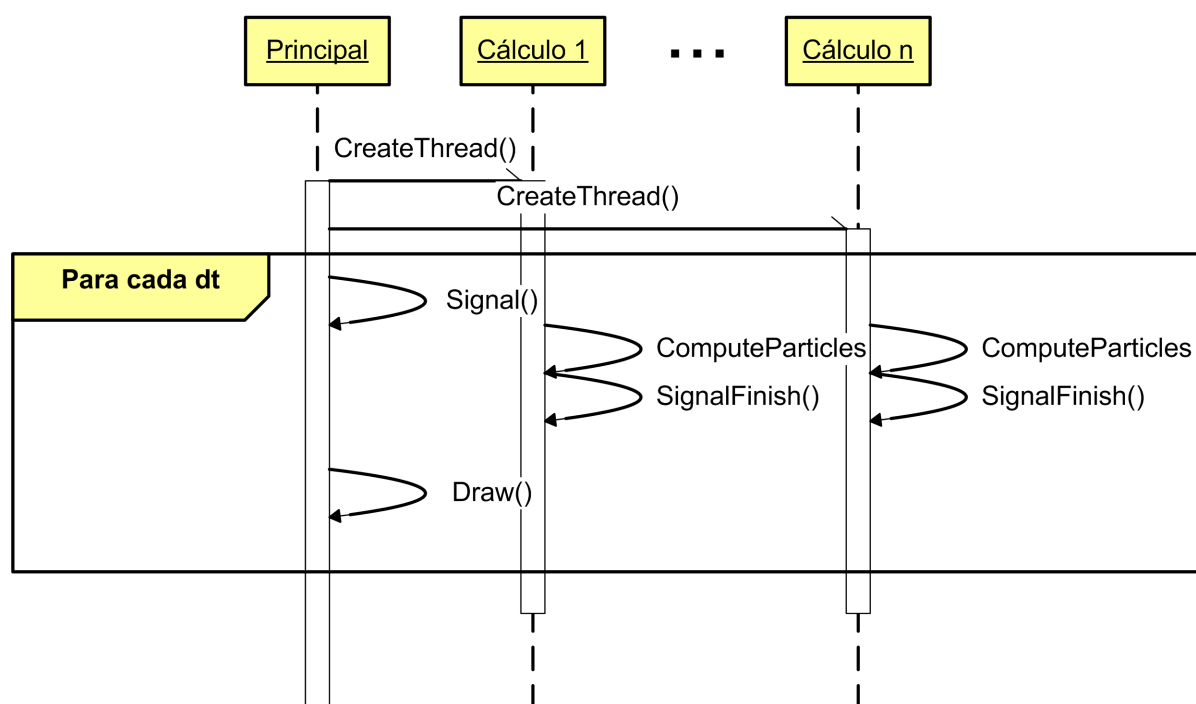 Principal
Cálculo 1
...
Cálculo n
CreateThread()
CreateThread()
Para cada dt
Signal()
ComputeParticles
ComputeParticles
SignalFinish()
SignalFinish()
Draw()